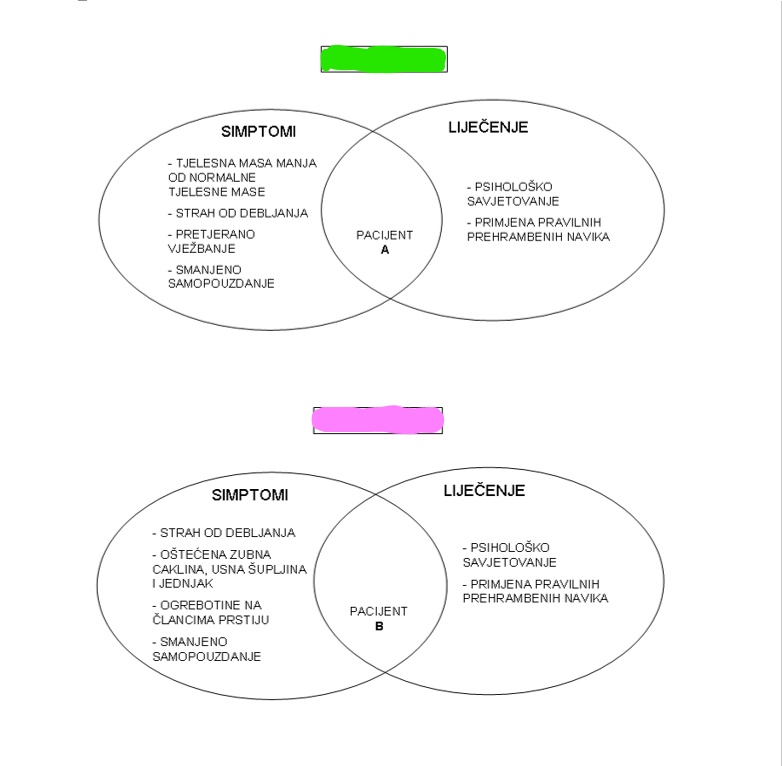 SIMPTOMI
- TJELESNA MASA MANJA
OD NORMALNE
TJELESNE MASE
- STRAH OD DEBLJANJA
- PRETJERANO
VJEŽBANJE
- SMANJENO
SAMOPOUZDANJE
PACIJENT
A
LIJEČENJE
- PSIHOLOŠKO
SAVJETOVANJE
- PRIMJENA PRAVILNIH
PREHRAMBENIH NAVIKA
SIMPTOMI
- STRAH OD DEBLJANJA
- OŠTEĆENA ZUBNA
CAKLINA, USNA ŠUPLJINA
I JEDNJAK
- OGREBOTINE NA
ČLANCIMA PRSTIJU
- SMANJENO
SAMOPOUZDANJE
PACIJENT
B
LIJEČENJE
- PSIHOLOŠKO
SAVJETOVANJE
- PRIMJENA PRAVILNIH
PREHRAMBENIH NAVIKA